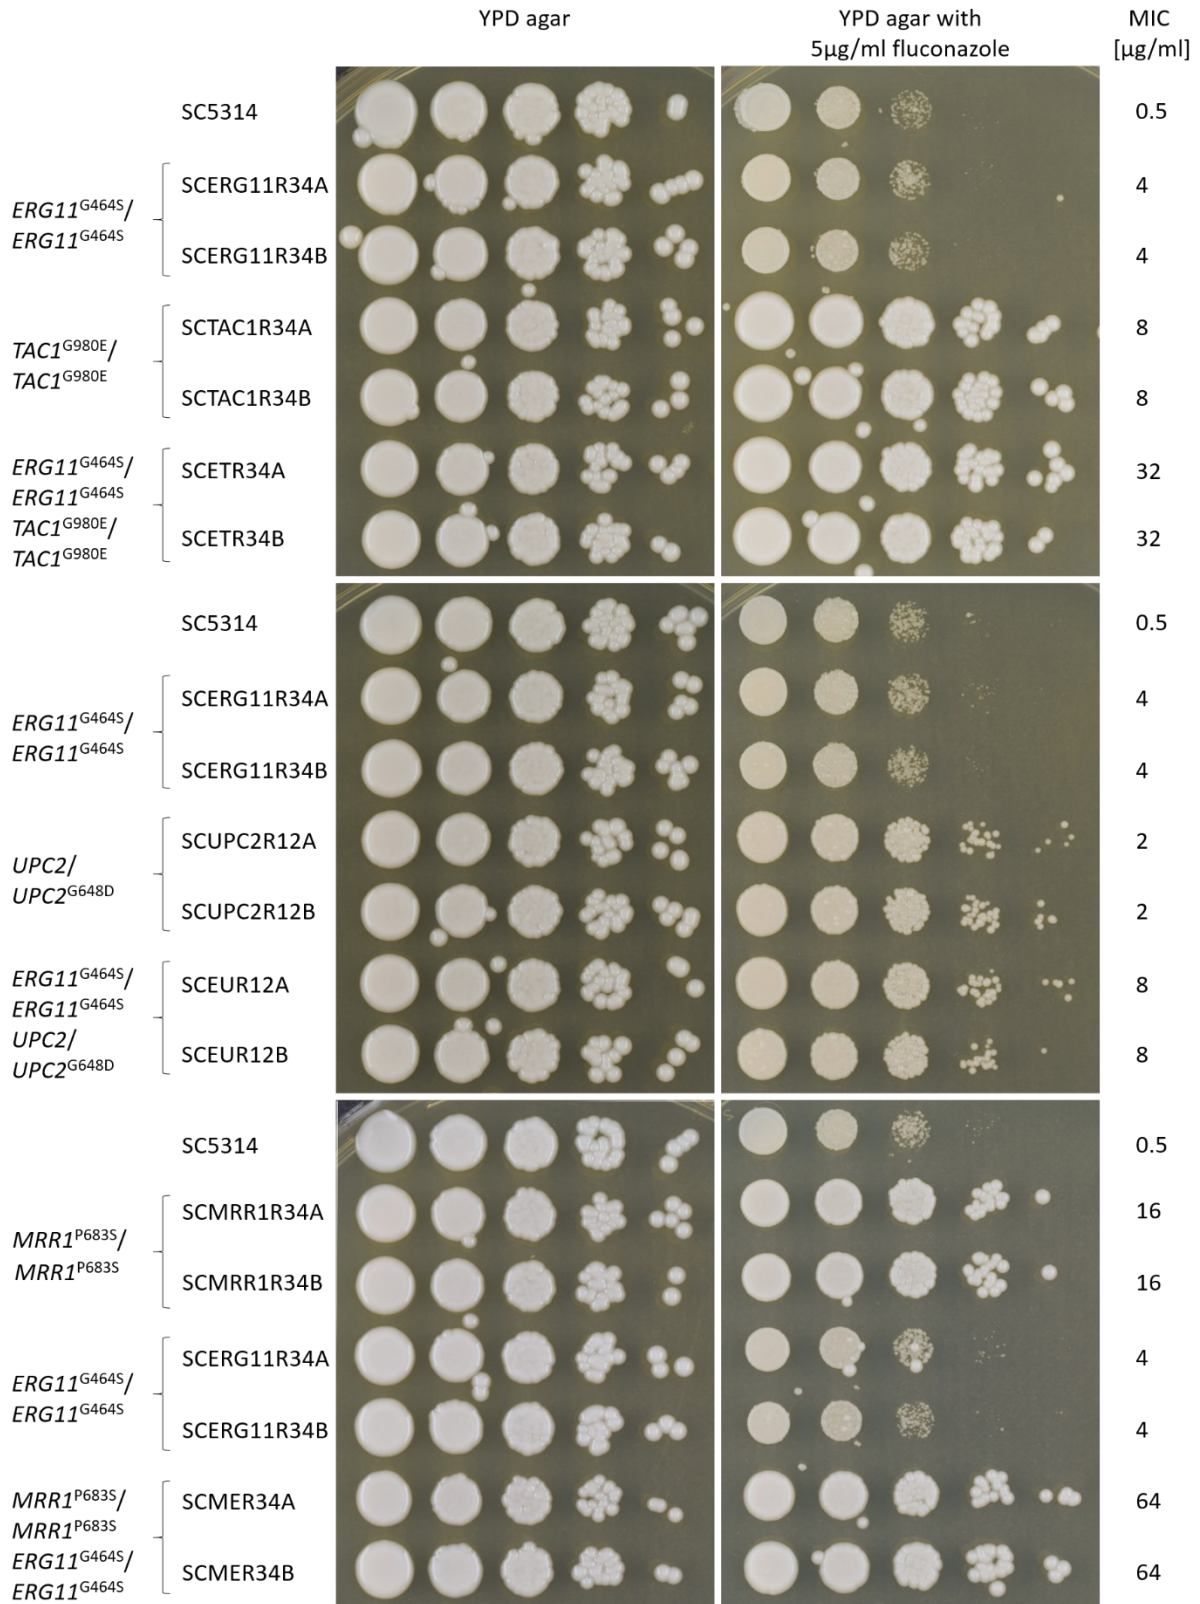 YPD agar
YPD agar with
5µg/ml fluconazole
MIC
[µg/ml]
SC5314
0.5
ERG11G464S/
ERG11G464S
SCERG11R34A
4
SCERG11R34B
4
TAC1G980E/
TAC1G980E
SCTAC1R34A
8
SCTAC1R34B
8
ERG11G464S/
ERG11G464S
TAC1G980E/
TAC1G980E
SCETR34A
32
SCETR34B
32
SC5314
0.5
ERG11G464S/
ERG11G464S
SCERG11R34A
4
SCERG11R34B
4
UPC2/
UPC2G648D
SCUPC2R12A
2
SCUPC2R12B
2
ERG11G464S/
ERG11G464S
UPC2/
UPC2G648D
SCEUR12A
8
SCEUR12B
8
SC5314
0.5
MRR1P683S/
MRR1P683S
SCMRR1R34A
16
SCMRR1R34B
16
ERG11G464S/
ERG11G464S
SCERG11R34A
4
SCERG11R34B
4
MRR1P683S/
MRR1P683S
ERG11G464S/
ERG11G464S
SCMER34A
64
SCMER34B
64